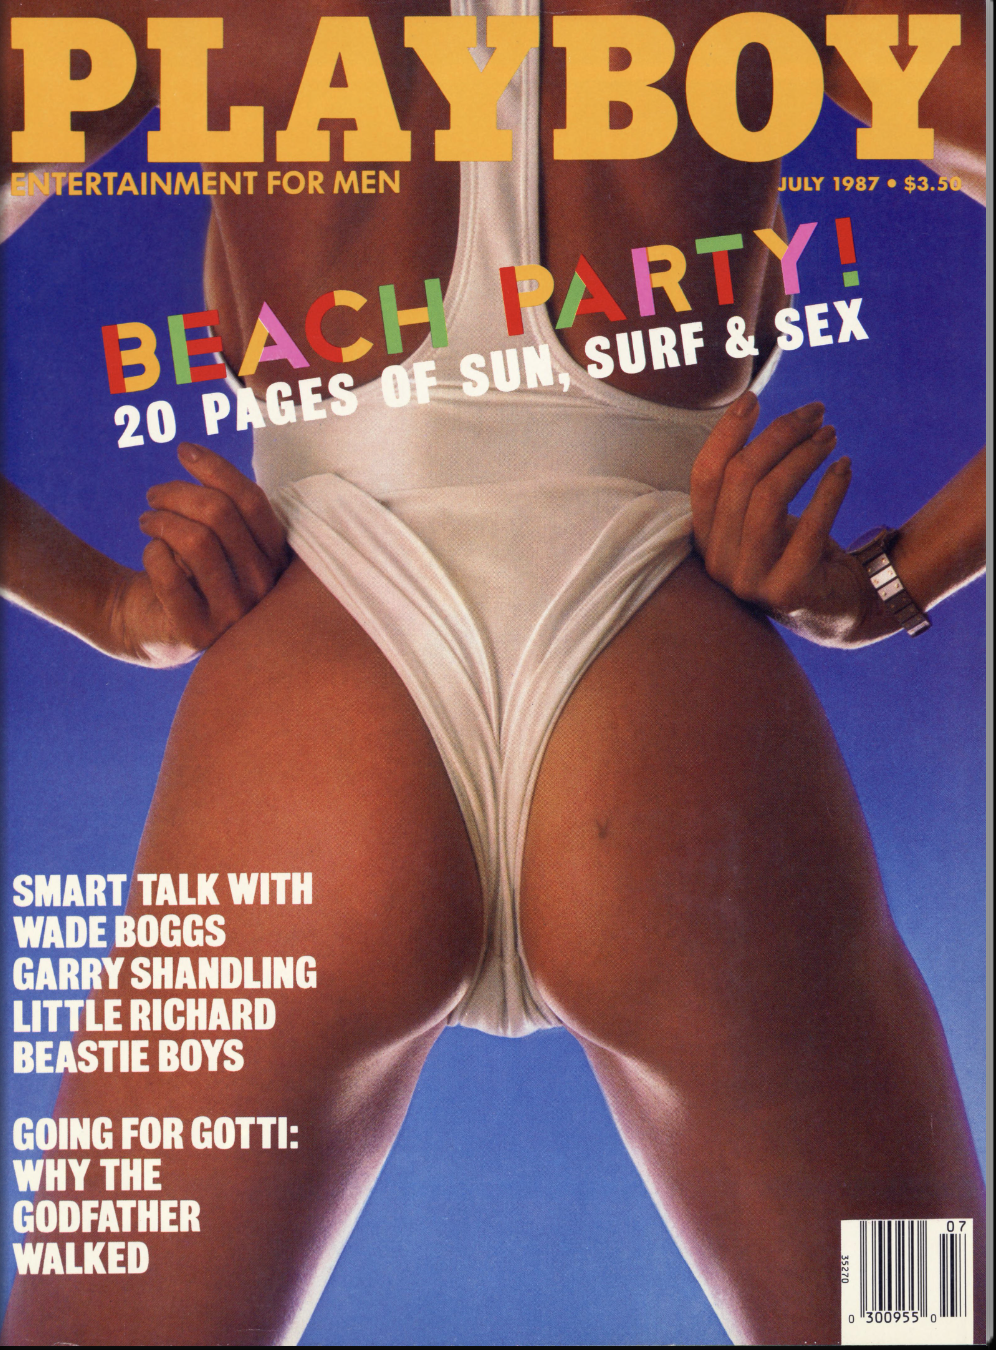 PLAYBOY
ENTERTAINMENT FOR MEN
JULY 1987 • $3.50
BEACH PARTY!
20 PAGES OF SUN, SURF & SEX
SMART TALK WITH
WADE BOGGS
GARRY SHANDLING
LITTLE RICHARD
BEASTIE BOYS
GOING FOR GOTTI:
WHY THE
GODFATHER
WALKED
07
35270
0 300955 0